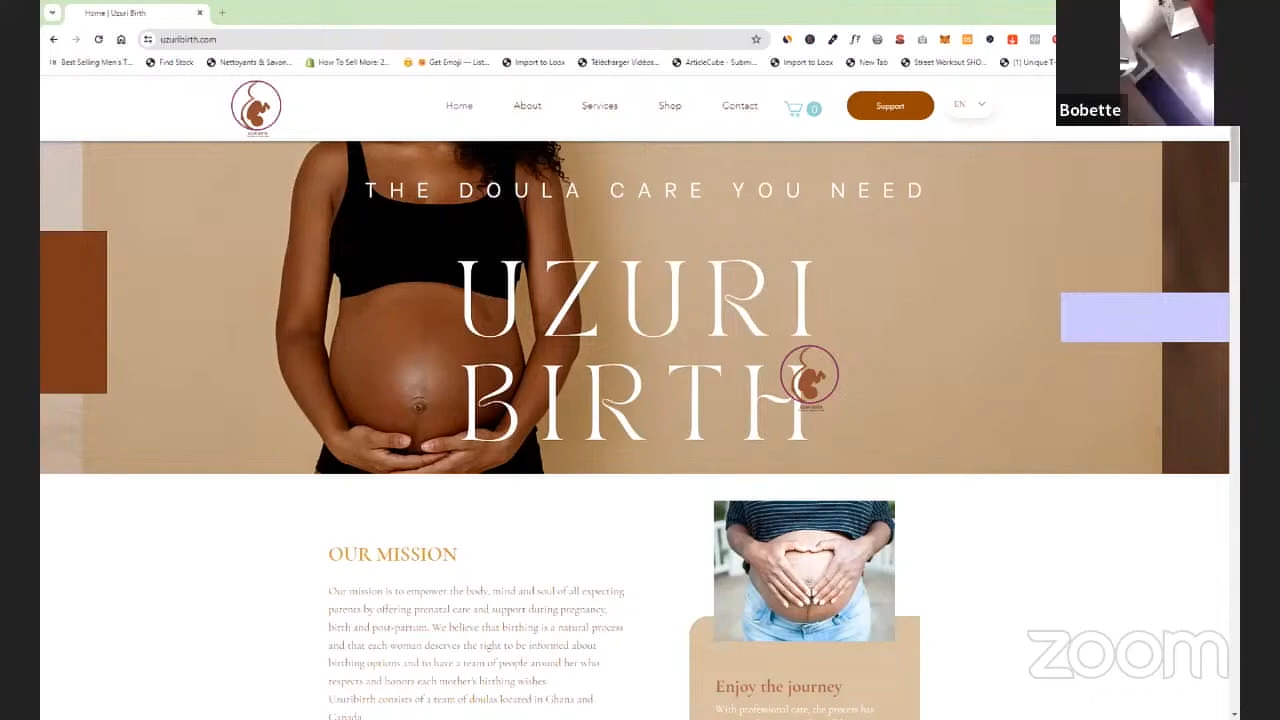 Home | Uzuri Birth
uzuribirth.com
Best Selling Men's T...
Find Stock
Nettoyants & Savon...
How To Sell More: 2...
Get Emoji — List...
Import to Loox
Télécharger Vidéos...
ArticleCube - Submi...
Import to Loox
New Tab
Street Workout SHO...
(1) Unique T-
Bobette
Home
About
Services
Shop
Contact
0
Support
EN
THE DOULA CARE YOU NEED
UZURI
BIRTH
OUR MISSION
Our mission is to empower the body, mind and soul of all expecting
parents by offering prenatal care and support during pregnancy,
birth and post-partum. We believe that birthing is a natural process
and that each woman deserves the right to be informed about
birthing options and to have a team of people around her who
respects and honors each mother's birthing wishes.
Uzuribirth consists of a team of doulas located in Ghana and
Canada
Enjoy the journey
With professional care, the process has
zoom